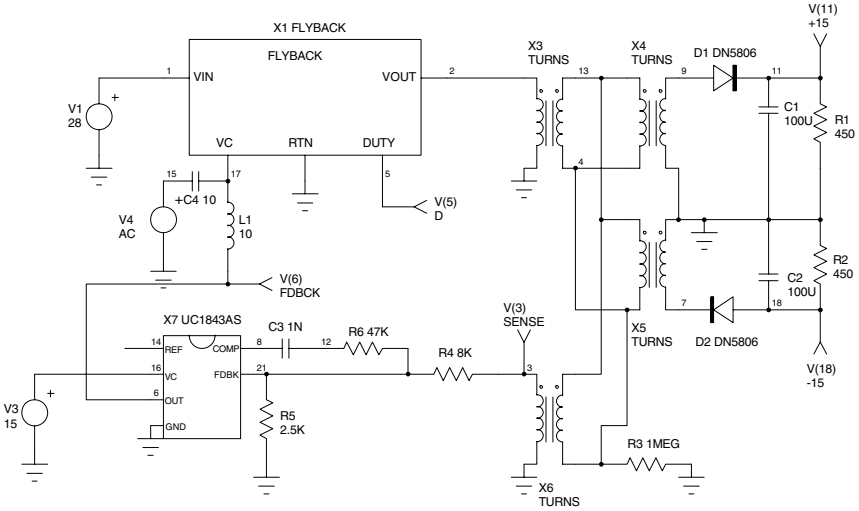 X1 FLYBACK
FLYBACK
VIN
VOUT
VC
RTN
DUTY
1
2
17
5
V1
28
+
V(5)
D
15
+C4 10
V4
AC
L1
10
V(6)
FDBCK
X3
TURNS
13
4
X4
TURNS
9
D1 DN5806
11
V(11)
+15
C1
100U
R1
450
X5
TURNS
7
D2 DN5806
18
C2
100U
R2
450
V(18)
-15
X7 UC1843AS
14
REF
16
VC
6
OUT
GND
COMP
8
FDBK
21
C3 1N
12
R6 47K
R4 8K
R5
2.5K
V3
15
+
V(3)
SENSE
3
X6
TURNS
R3 1MEG